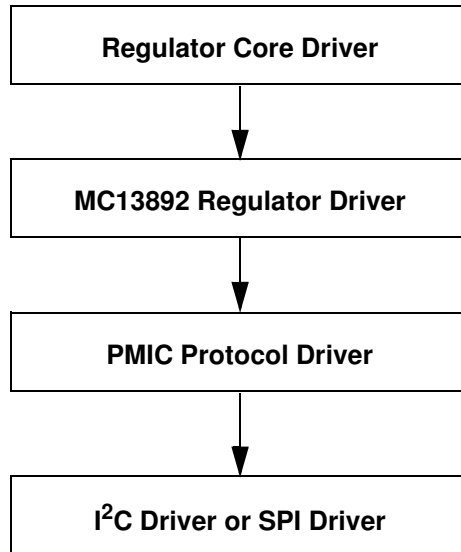 Regulator Core Driver
MC13892 Regulator Driver
PMIC Protocol Driver
I²C Driver or SPI Driver